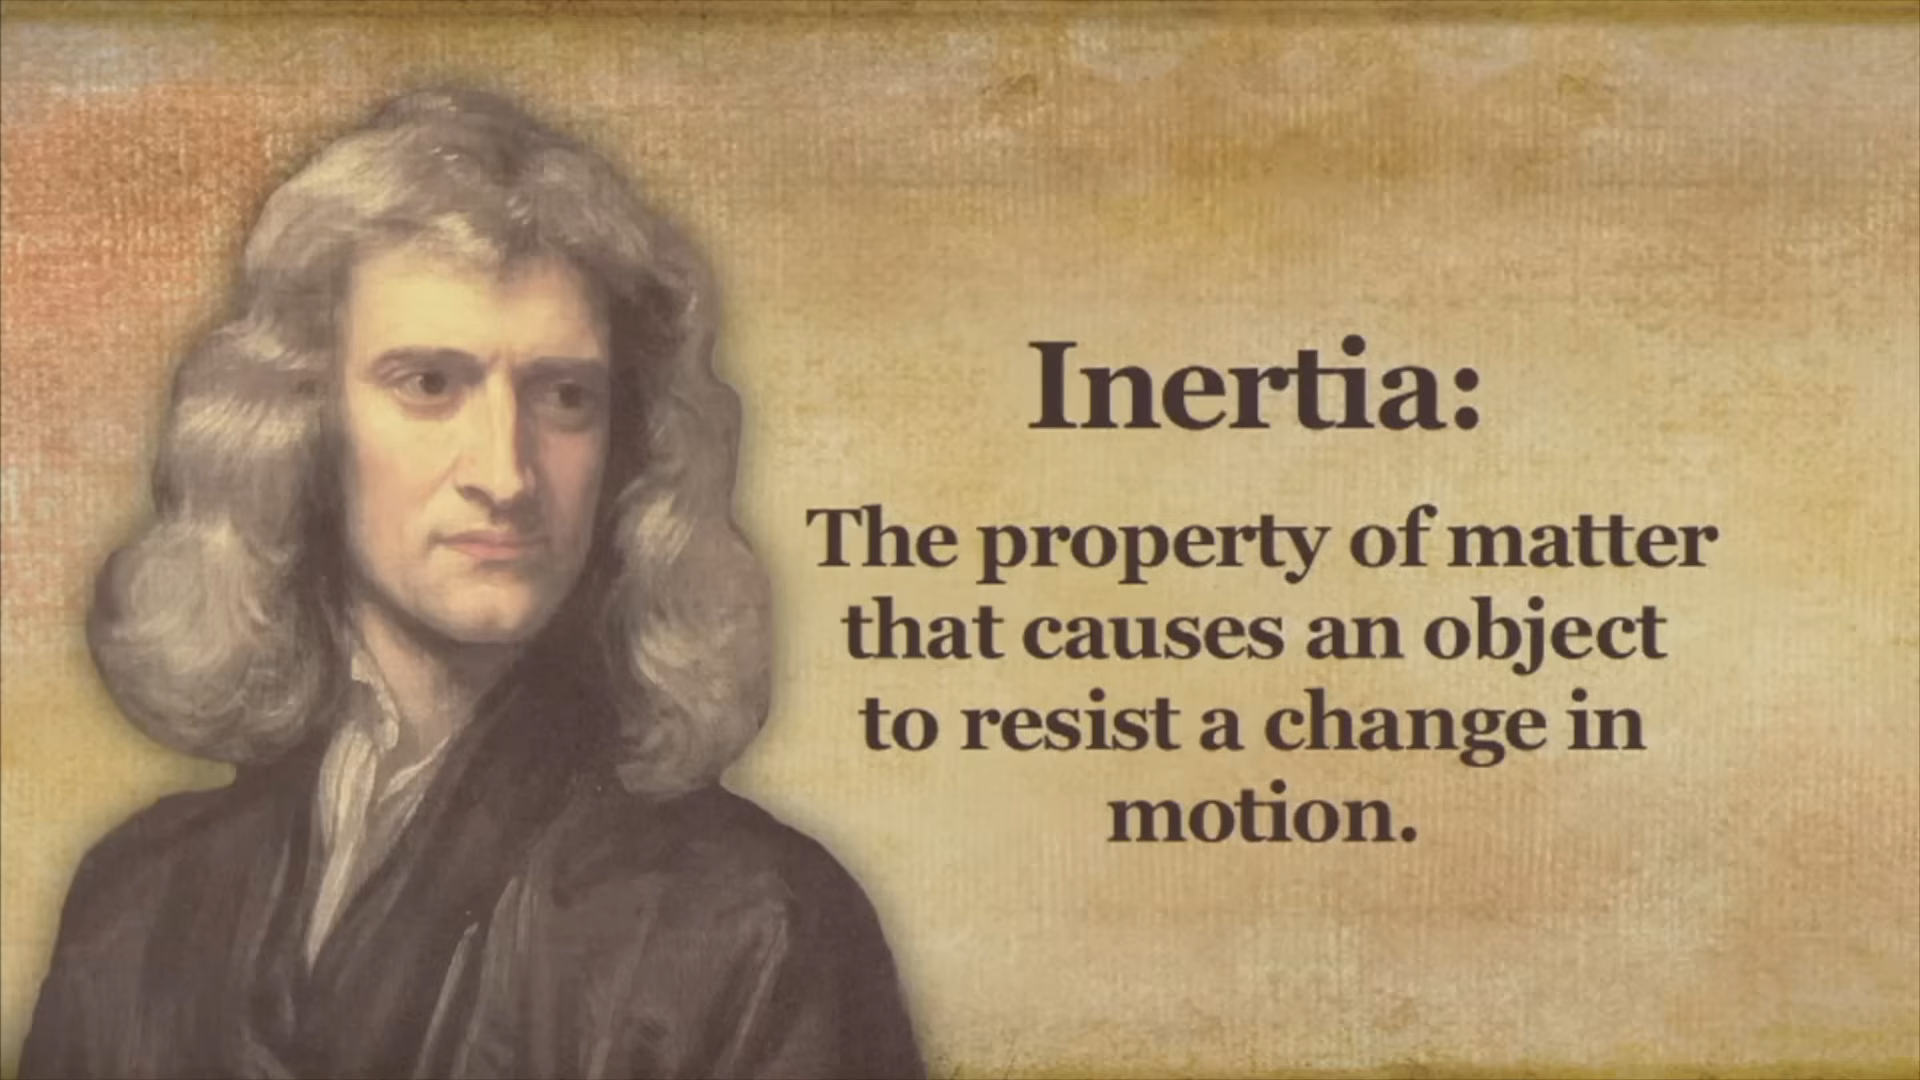 Inertia:
The property of matter
that causes an object
to resist a change in
motion.